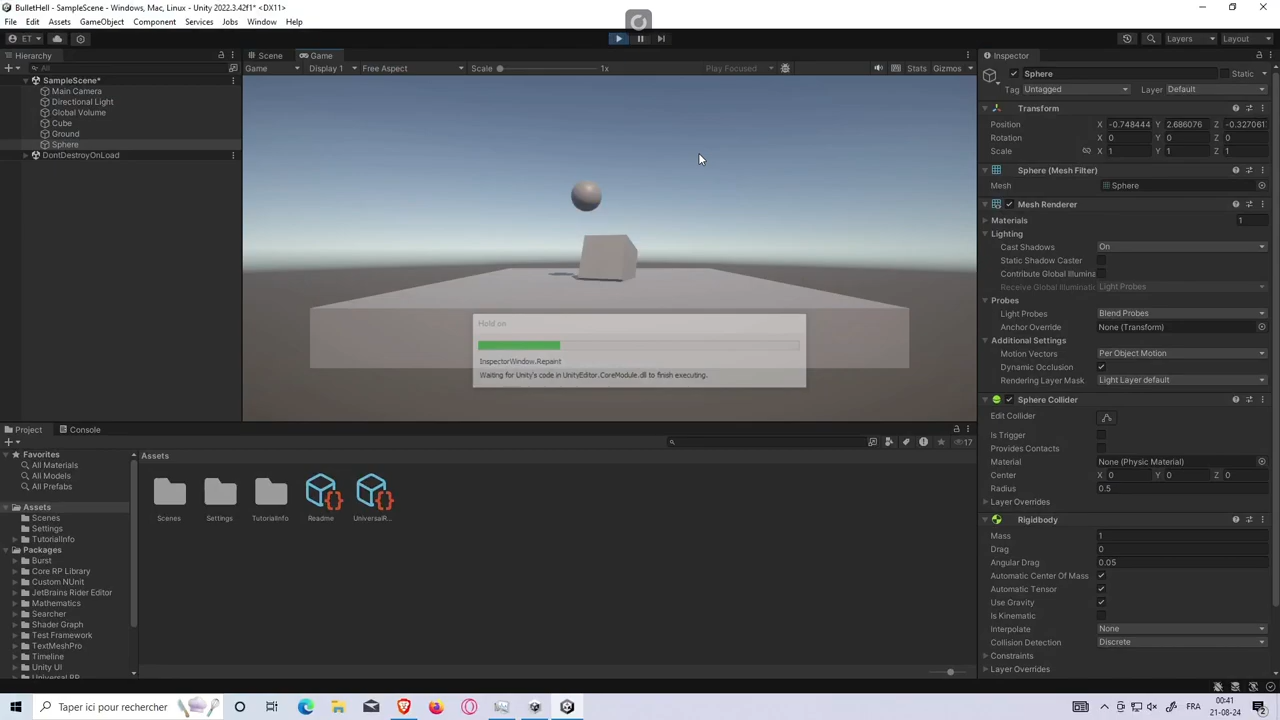 BulletHell - SampleScene - Windows, Mac, Linux - Unity 2022.3.42f1* <DX11>
File Edit Assets GameObject Component Services Jobs Window Help
ET Layers Layout
Hierarchy Scene Game Inspector
All Game Display 1 Free Aspect Scale 1x Play Focused Stats Gizmos
SampleScene*
Main Camera
Directional Light
Global Volume
Cube
Ground
Sphere
DontDestroyOnLoad
Sphere Static
Tag Untagged Layer Default
Transform
Position X -0.748444 Y 2.686076 Z -0.327061
Rotation X 0 Y 0 Z 0
Scale X 1 Y 1 Z 1
Sphere (Mesh Filter)
Mesh Sphere
Mesh Renderer
Materials 1
Lighting
Cast Shadows On
Static Shadow Caster
Contribute Global Illumina
Receive Global Illuminati Light Probes
Probes
Light Probes Blend Probes
Anchor Override None (Transform)
Additional Settings
Motion Vectors Per Object Motion
Dynamic Occlusion
Rendering Layer Mask Light Layer default
Sphere Collider
Edit Collider
Is Trigger
Provides Contacts
Material None (Physic Material)
Center X 0 Y 0 Z 0
Radius 0.5
Layer Overrides
Rigidbody
Mass 1
Drag 0
Angular Drag 0.05
Automatic Center Of Mass
Automatic Tensor
Use Gravity
Is Kinematic
Interpolate None
Collision Detection Discrete
Constraints
Layer Overrides
Hold on
InspectorWindow.Repaint
Waiting for Unity's code in UnityEditor.CoreModule.dll to finish executing.
Project Console
17
Favorites
All Materials
All Models
All Prefabs
Assets
Scenes
Settings
TutorialInfo
Packages
Burst
Core RP Library
Custom NUnit
JetBrains Rider Editor
Mathematics
Searcher
Shader Graph
Test Framework
TextMeshPro
Timeline
Unity UI
Universal RP
Assets
Scenes Settings TutorialInfo Readme UniversalR...
Taper ici pour rechercher
FRA
00:41
21-08-24
2